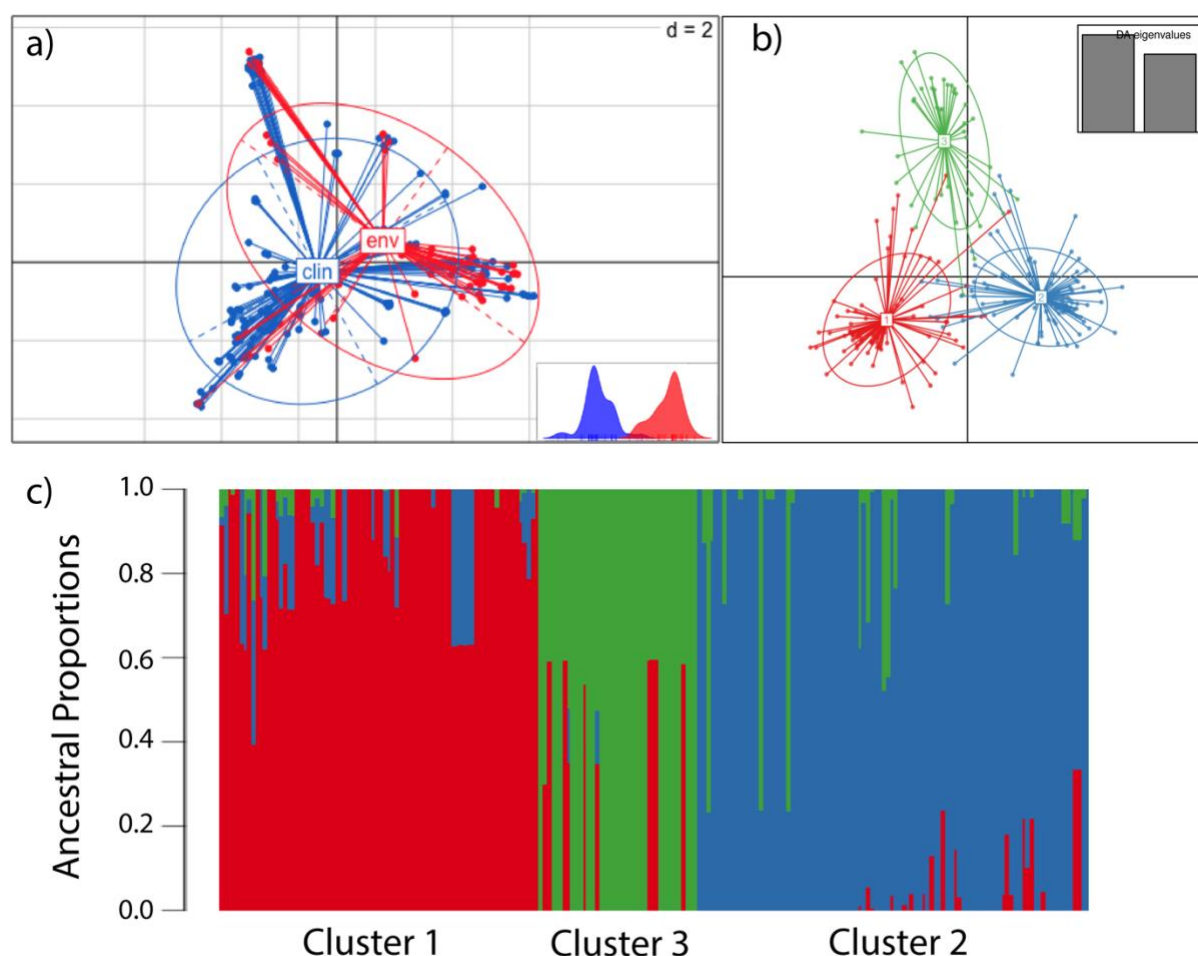 a)
d = 2
clin
env
b)
DA eigenvalues
3
1
2
c)
Ancestral Proportions
1.0
0.8
0.6
0.4
0.2
0.0
Cluster 1
Cluster 3
Cluster 2